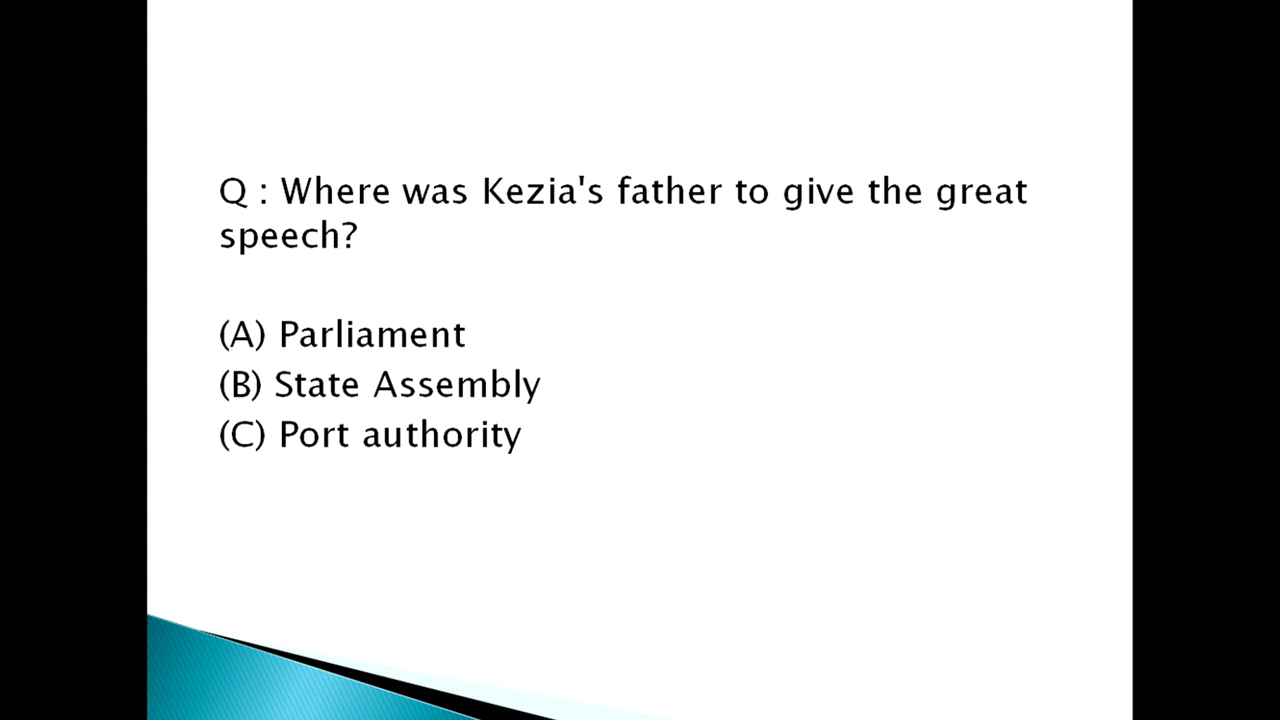 Q : Where was Kezia's father to give the great
speech?
(A) Parliament
(B) State Assembly
(C) Port authority